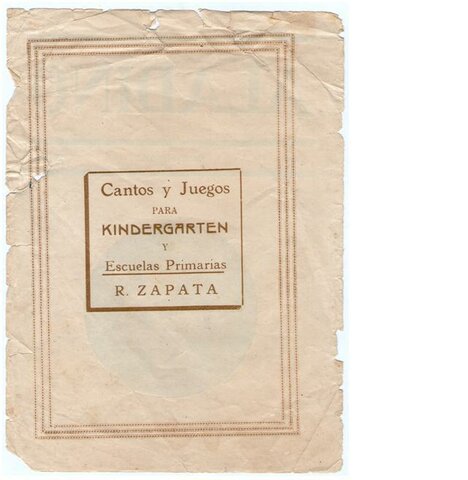 Cantos y Juegos
PARA
KINDERGARTEN
Y
Escuelas Primarias
R. ZAPATA